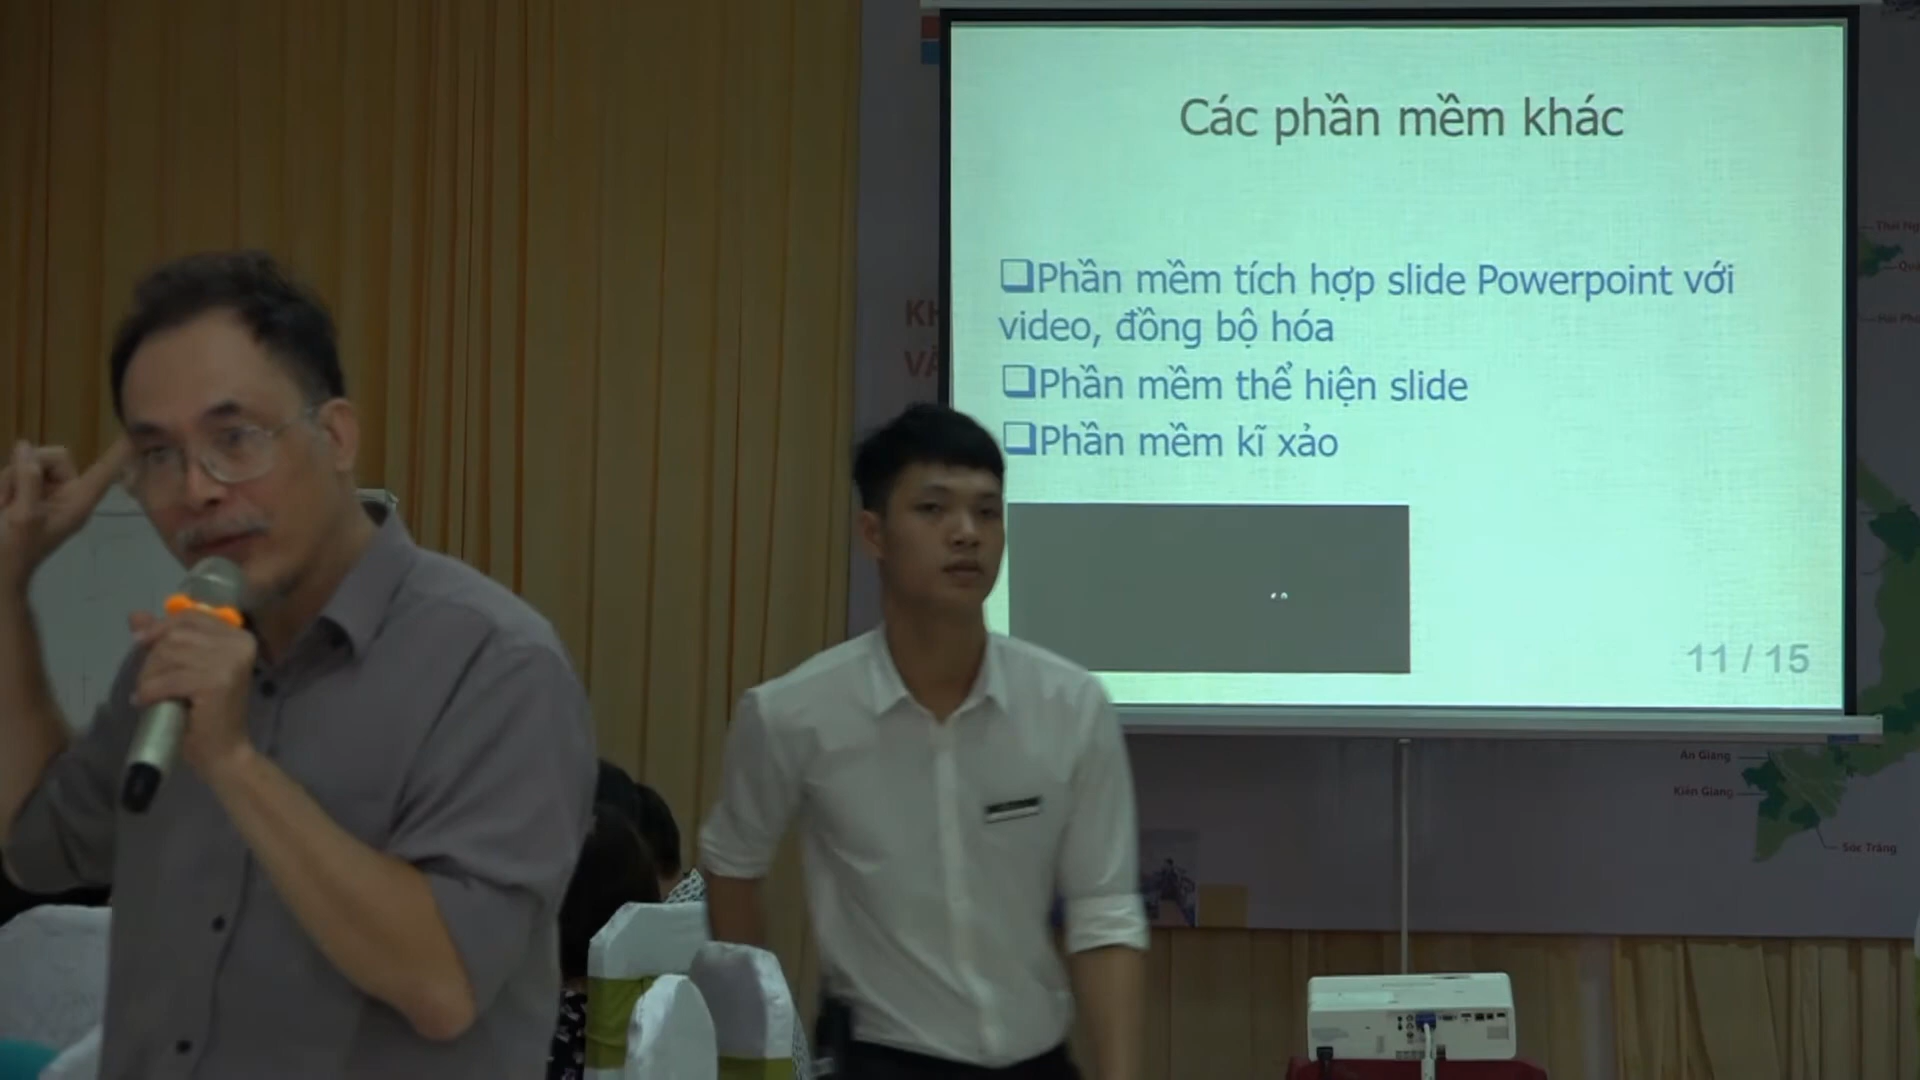 Các phần mềm khác
❑Phần mềm tích hợp slide Powerpoint với
video, đồng bộ hóa
❑Phần mềm thể hiện slide
❑Phần mềm kĩ xảo
11 / 15
An Giang
Kiên Giang
Sóc Trăng